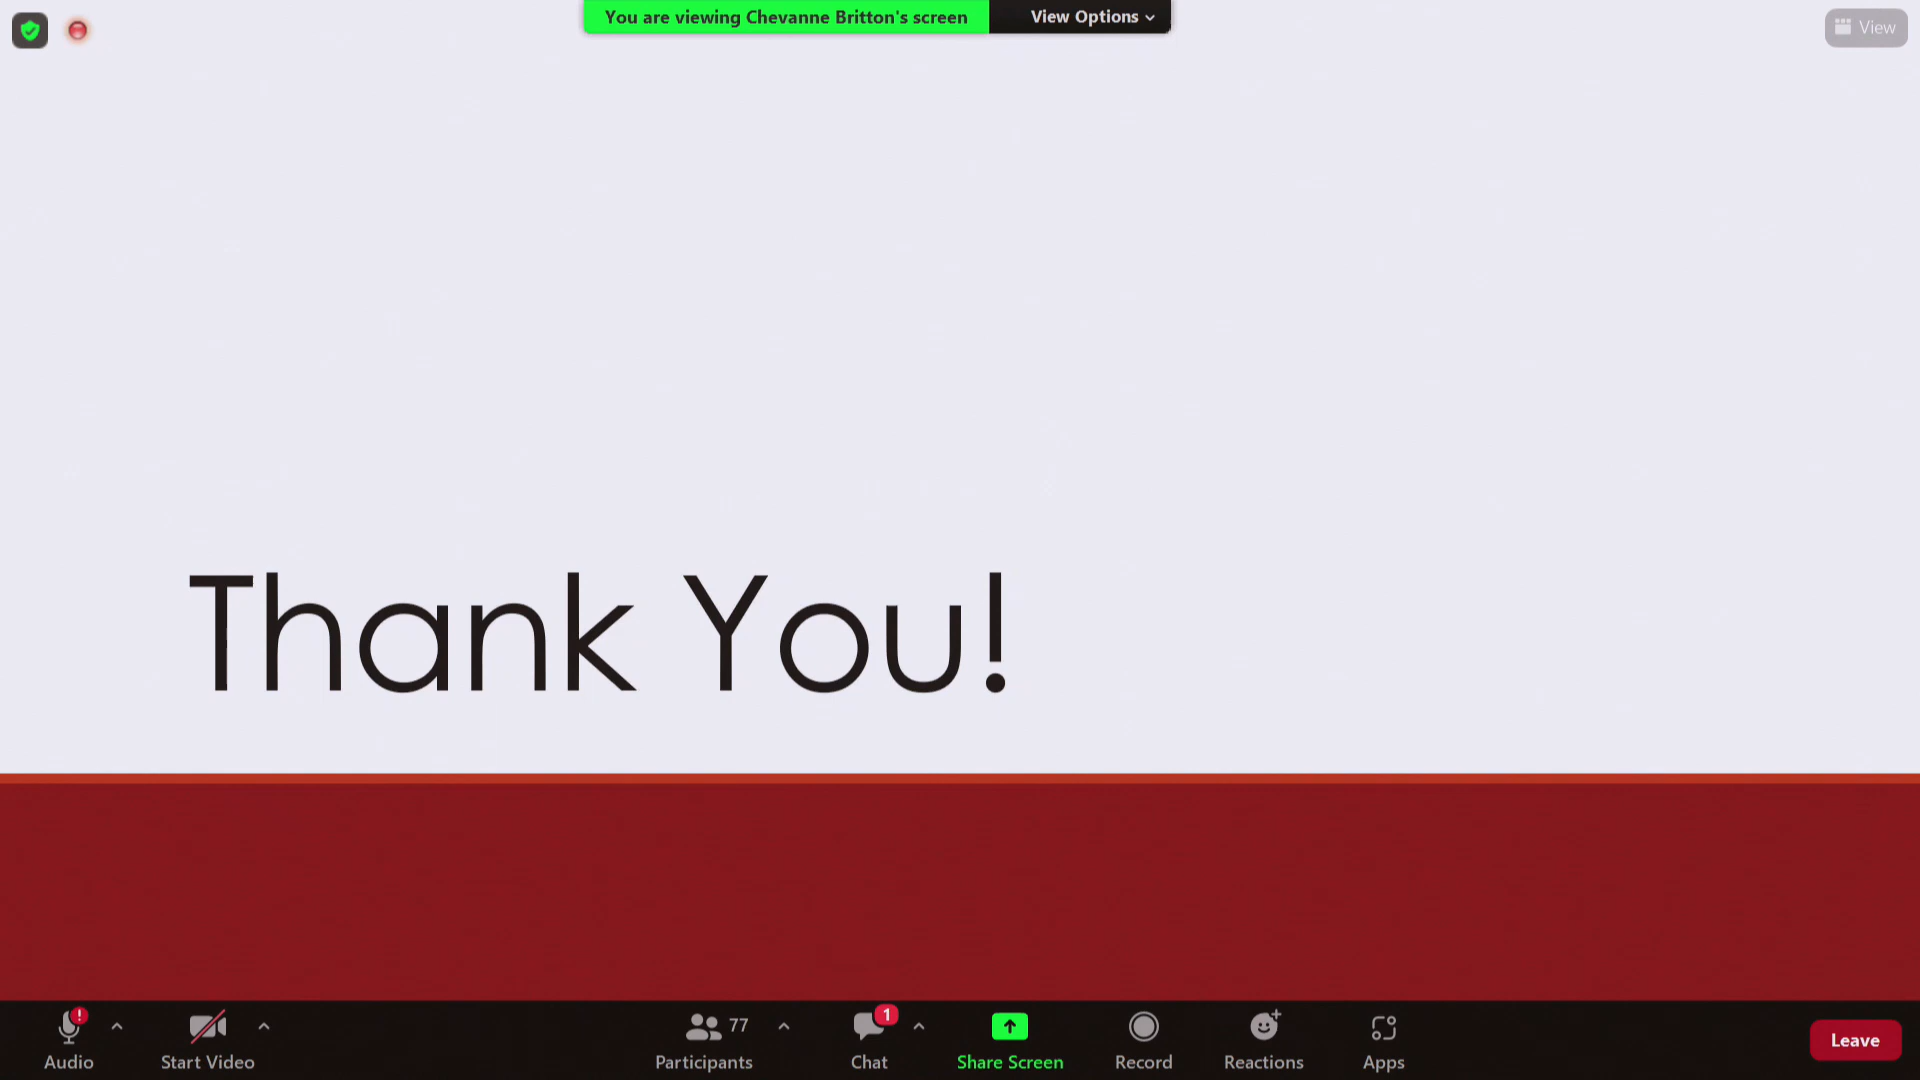 You are viewing Chevanne Britton's screen
View Options
View
Thank You!
Audio
Start Video
77
Participants
1
Chat
Share Screen
Record
Reactions
Apps
Leave